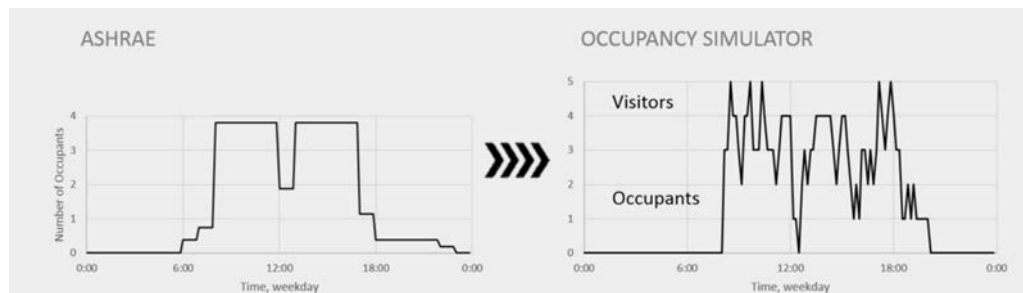 ASHRAE
4
3
2
1
0
Number of Occupants
0:00 6:00 12:00 18:00 0:00
Time, weekday
OCCUPANCY SIMULATOR
5
4
3
2
1
0
Visitors
Occupants
0:00 6:00 12:00 18:00 0:00
Time, weekday